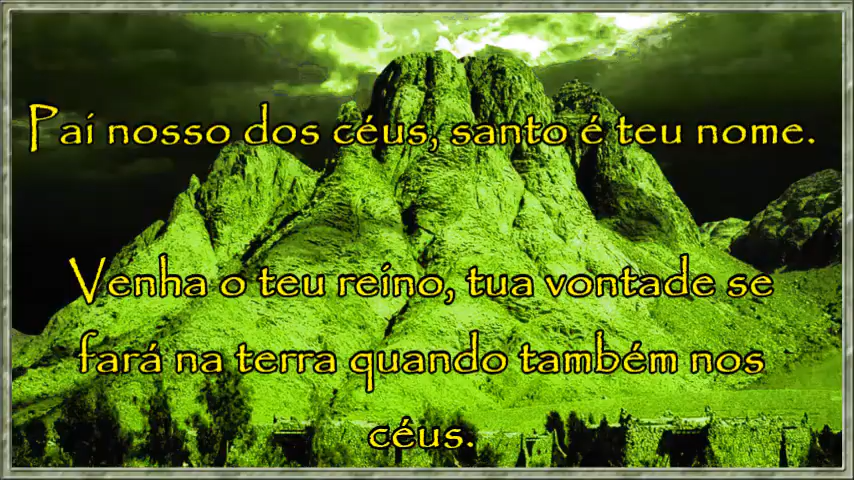 Pai nosso dos céus, santo é teu nome.
Venha o teu reino, tua vontade se
fará na terra quando também nos
céus.